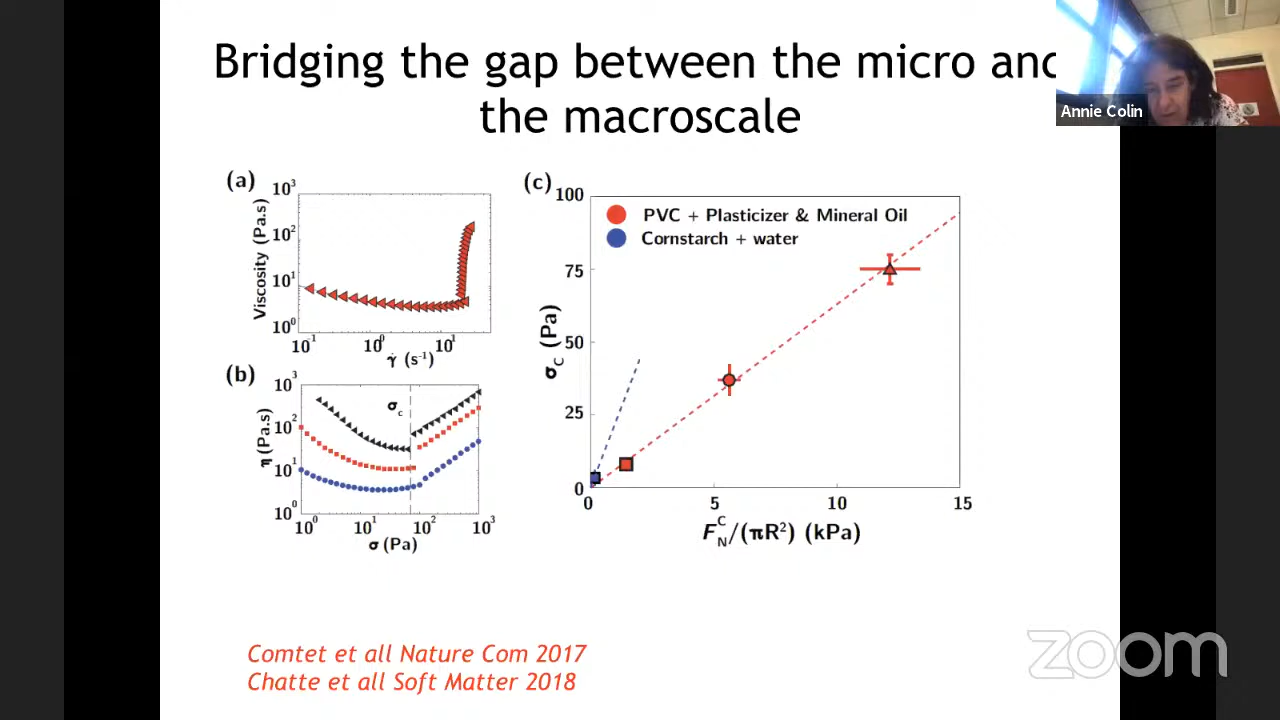 Bridging the gap between the micro and
the macroscale
Annie Colin
(a)
Viscosity (Pa.s)
10³
10²
10¹
10⁰
10¹
10⁰
10¹
γ̇ (s⁻¹)
(b)
η (Pa.s)
10³
10²
10¹
10⁰
σc
10⁰
10¹
10²
10³
σ (Pa)
(c)
σC (Pa)
100
75
50
25
0
PVC + Plasticizer & Mineral Oil
Cornstarch + water
0
5
10
15
F_N^C/(πR²) (kPa)
Comtet et all Nature Com 2017
Chatte et all Soft Matter 2018
zoom